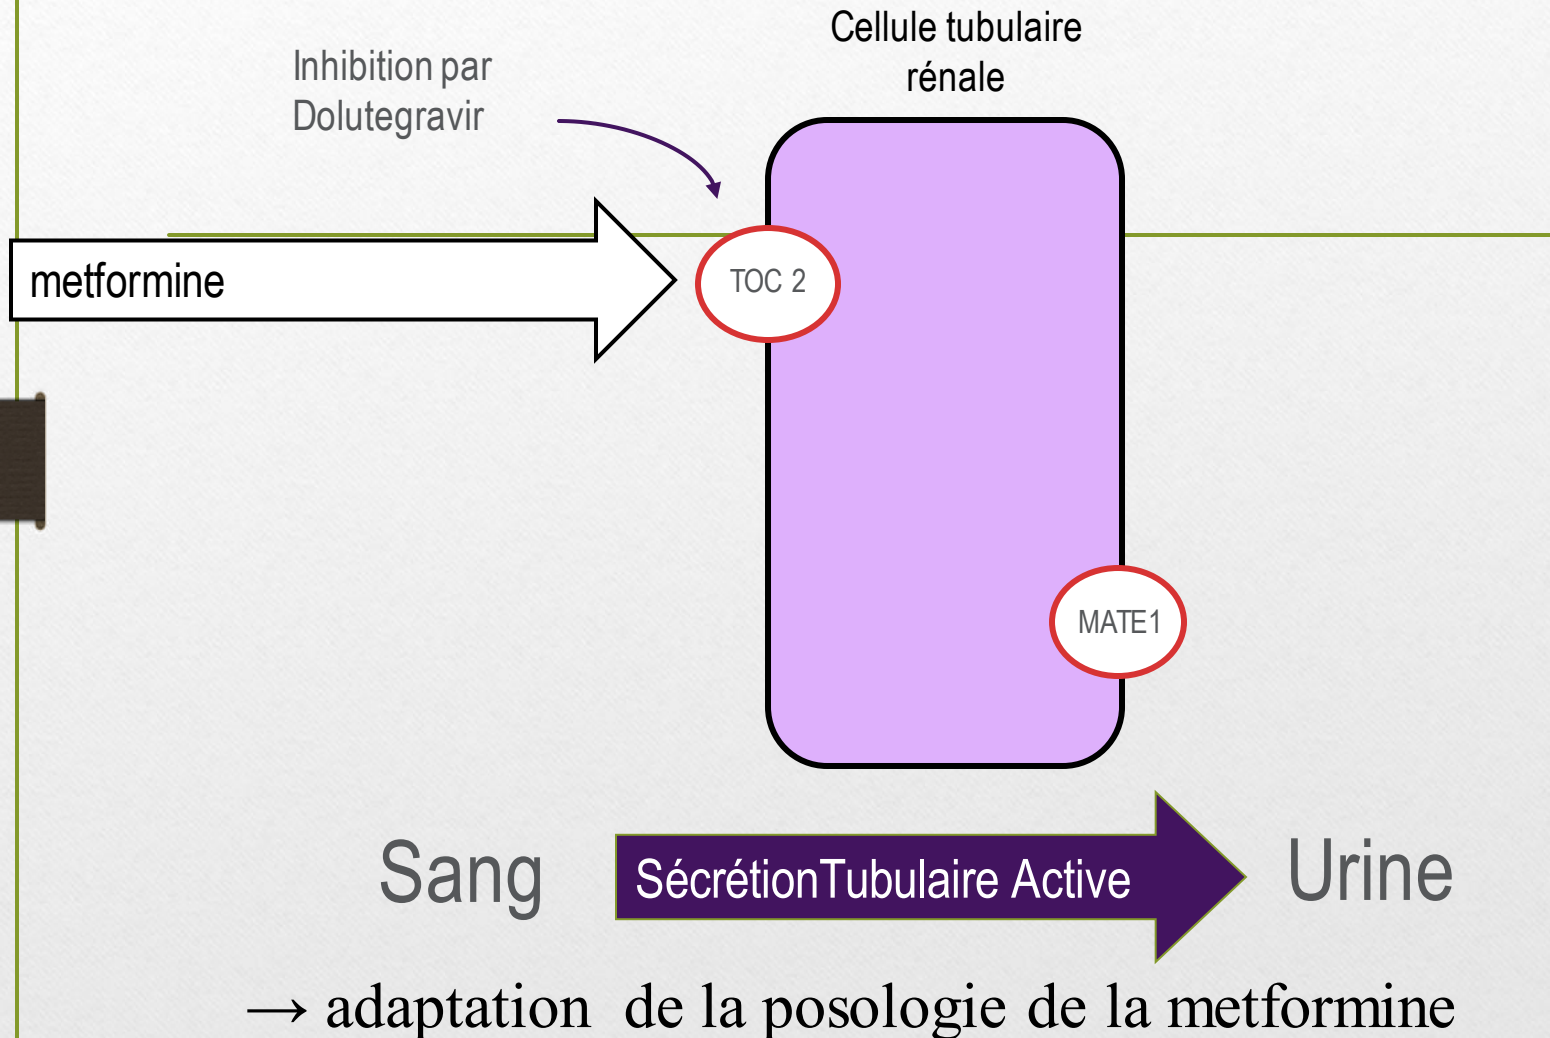 Cellule tubulaire
rénale
Inhibition par
Dolutegravir
metformine
TOC 2
MATE1
Sang
SécrétionTubulaire Active
Urine
→ adaptation de la posologie de la metformine